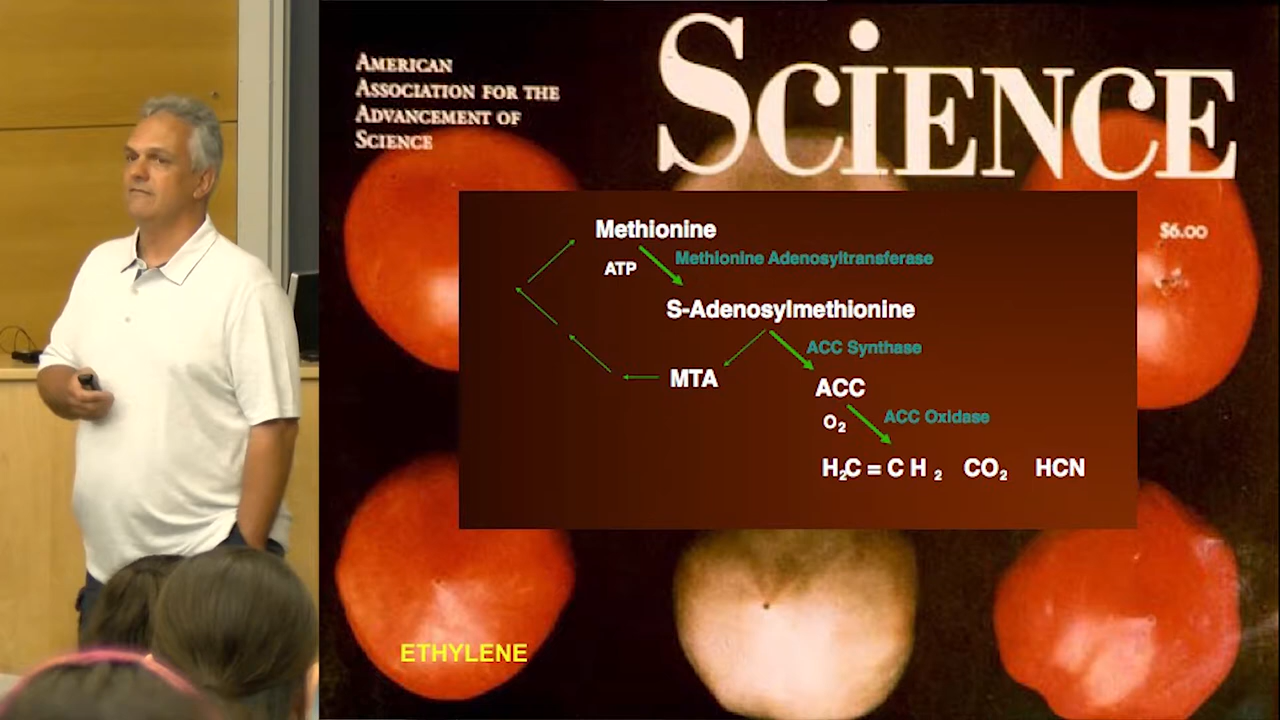 AMERICAN
ASSOCIATION FOR THE
ADVANCEMENT OF
SCIENCE
SCiENCE
$6.00
Methionine
ATP
Methionine Adenosyltransferase
S-Adenosylmethionine
ACC Synthase
MTA
ACC
O₂
ACC Oxidase
H₂C = C H ₂ CO₂ HCN
ETHYLENE